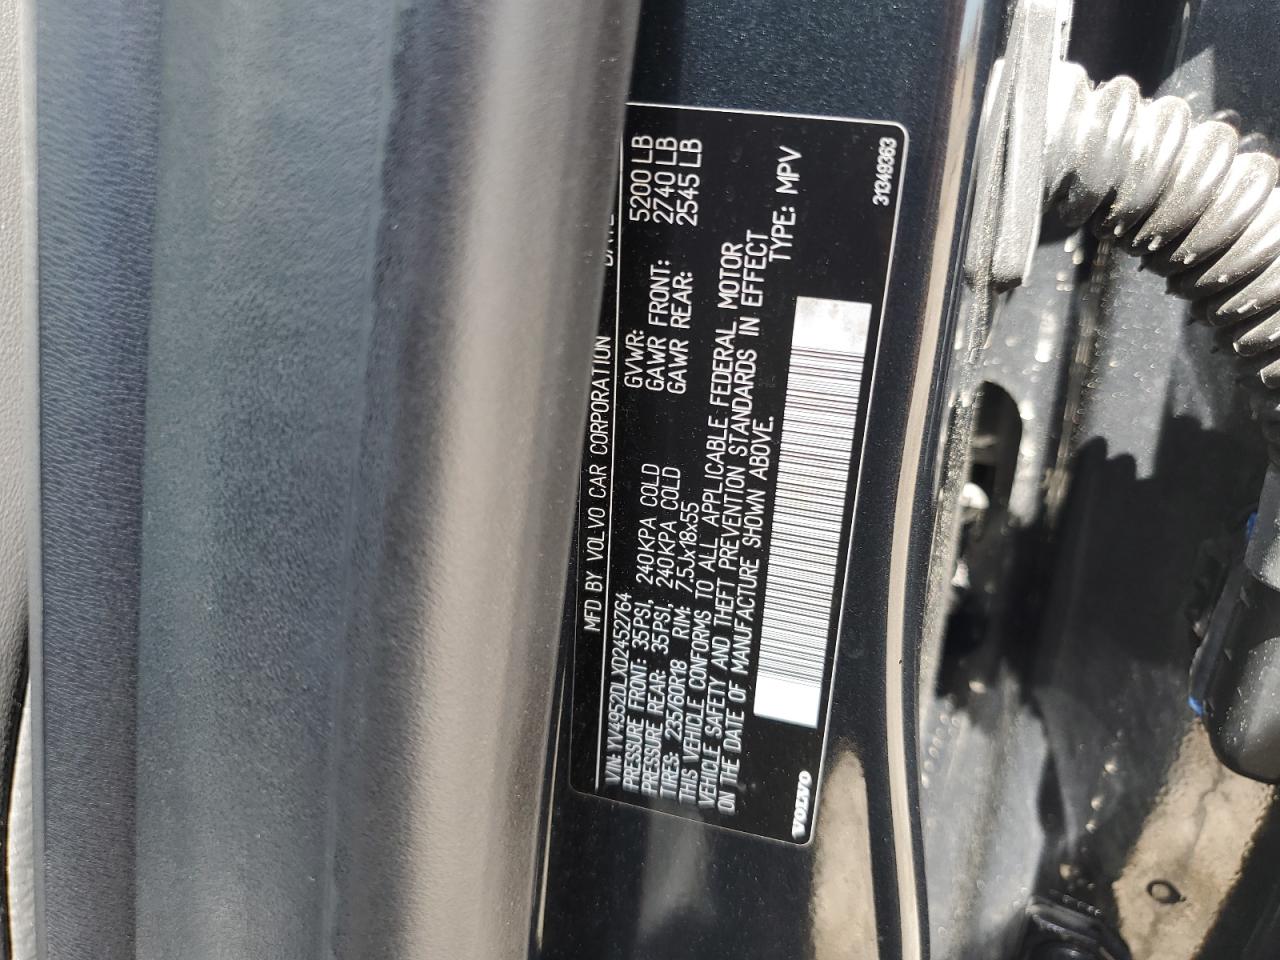 MFD BY VOLVO CAR CORPORATION
VIN: YV4952DLXD2452764
PRESSURE FRONT: 35PSI, 240KPA COLD
PRESSURE REAR: 35PSI, 240KPA COLD
TIRES: 235/60R18 RIM: 7.5Jx18x55
GVWR: 5200 LB
GAWR FRONT: 2740 LB
GAWR REAR: 2545 LB
THIS VEHICLE CONFORMS TO ALL APPLICABLE FEDERAL MOTOR
VEHICLE SAFETY AND THEFT PREVENTION STANDARDS IN EFFECT
ON THE DATE OF MANUFACTURE SHOWN ABOVE.
TYPE: MPV
VOLVO
31349363